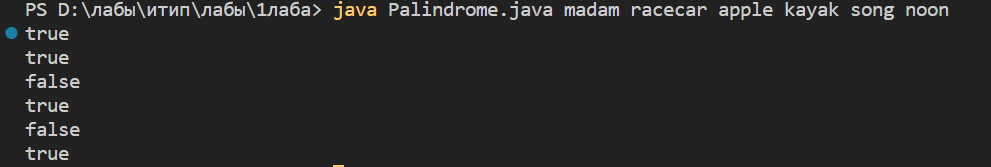 PS D:\лабы\итип\лабы\1лаба> java Palindrome.java madam racecar apple kayak song noon
true
true
false
true
false
true